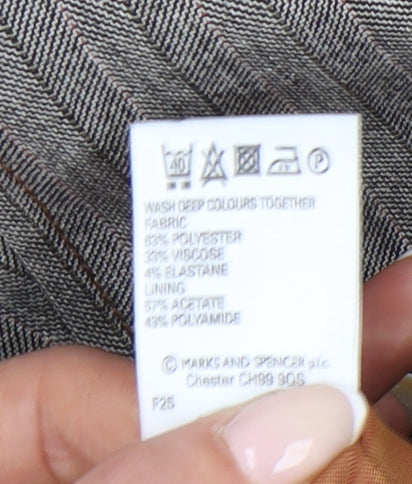 40
P
WASH DEEP COLOURS TOGETHER
FABRIC
63% POLYESTER
33% VISCOSE
4% ELASTANE
LINING
57% ACETATE
43% POLYAMIDE
© MARKS AND SPENCER p.l.c.
Chester CH99 9QS
F25